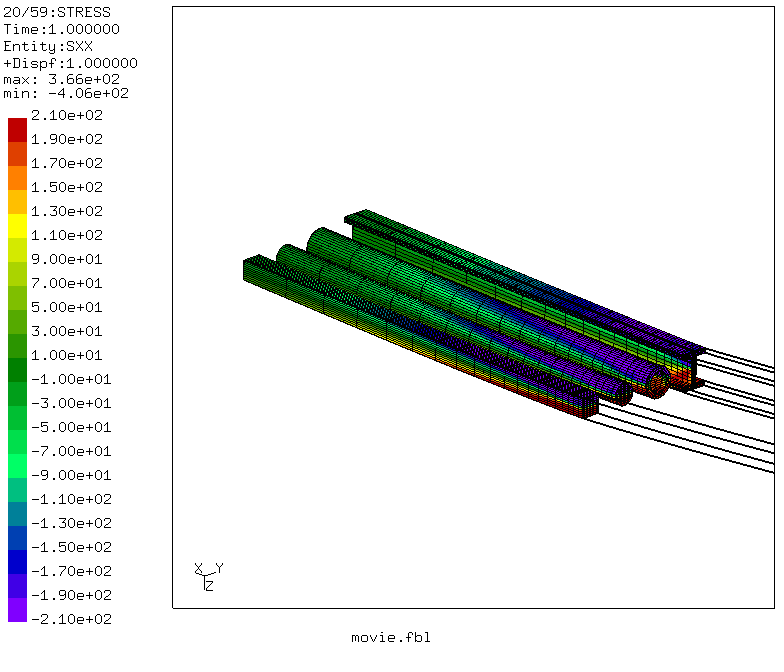 20/59:STRESS
Time:1.000000
Entity:SXX
+Dispf:1.000000
max: 3.66e+02
min: -4.06e+02
2.10e+02
1.90e+02
1.70e+02
1.50e+02
1.30e+02
1.10e+02
9.00e+01
7.00e+01
5.00e+01
3.00e+01
1.00e+01
-1.00e+01
-3.00e+01
-5.00e+01
-7.00e+01
-9.00e+01
-1.10e+02
-1.30e+02
-1.50e+02
-1.70e+02
-1.90e+02
-2.10e+02
X Y
Z
movie.fbl